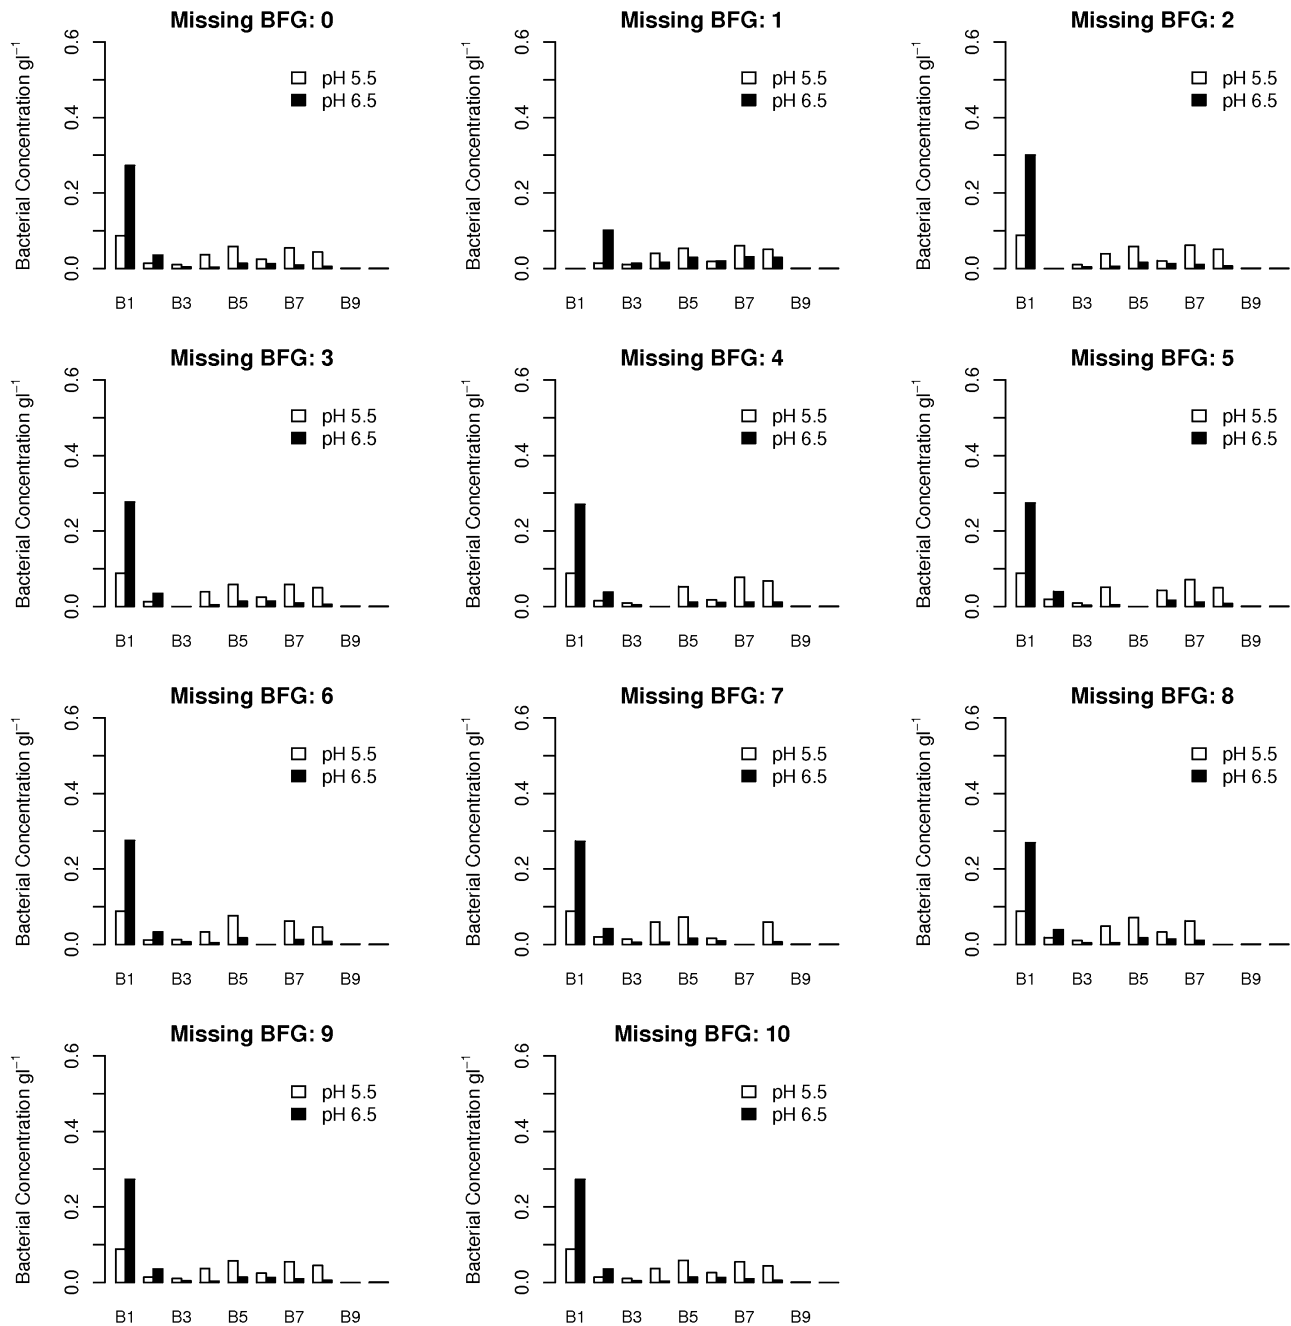 Missing BFG: 0
Bacterial Concentration gl⁻¹
0.0 0.2 0.4 0.6
pH 5.5
pH 6.5
B1 B3 B5 B7 B9
Missing BFG: 1
Bacterial Concentration gl⁻¹
0.0 0.2 0.4 0.6
pH 5.5
pH 6.5
B1 B3 B5 B7 B9
Missing BFG: 2
Bacterial Concentration gl⁻¹
0.0 0.2 0.4 0.6
pH 5.5
pH 6.5
B1 B3 B5 B7 B9
Missing BFG: 3
Bacterial Concentration gl⁻¹
0.0 0.2 0.4 0.6
pH 5.5
pH 6.5
B1 B3 B5 B7 B9
Missing BFG: 4
Bacterial Concentration gl⁻¹
0.0 0.2 0.4 0.6
pH 5.5
pH 6.5
B1 B3 B5 B7 B9
Missing BFG: 5
Bacterial Concentration gl⁻¹
0.0 0.2 0.4 0.6
pH 5.5
pH 6.5
B1 B3 B5 B7 B9
Missing BFG: 6
Bacterial Concentration gl⁻¹
0.0 0.2 0.4 0.6
pH 5.5
pH 6.5
B1 B3 B5 B7 B9
Missing BFG: 7
Bacterial Concentration gl⁻¹
0.0 0.2 0.4 0.6
pH 5.5
pH 6.5
B1 B3 B5 B7 B9
Missing BFG: 8
Bacterial Concentration gl⁻¹
0.0 0.2 0.4 0.6
pH 5.5
pH 6.5
B1 B3 B5 B7 B9
Missing BFG: 9
Bacterial Concentration gl⁻¹
0.0 0.2 0.4 0.6
pH 5.5
pH 6.5
B1 B3 B5 B7 B9
Missing BFG: 10
Bacterial Concentration gl⁻¹
0.0 0.2 0.4 0.6
pH 5.5
pH 6.5
B1 B3 B5 B7 B9